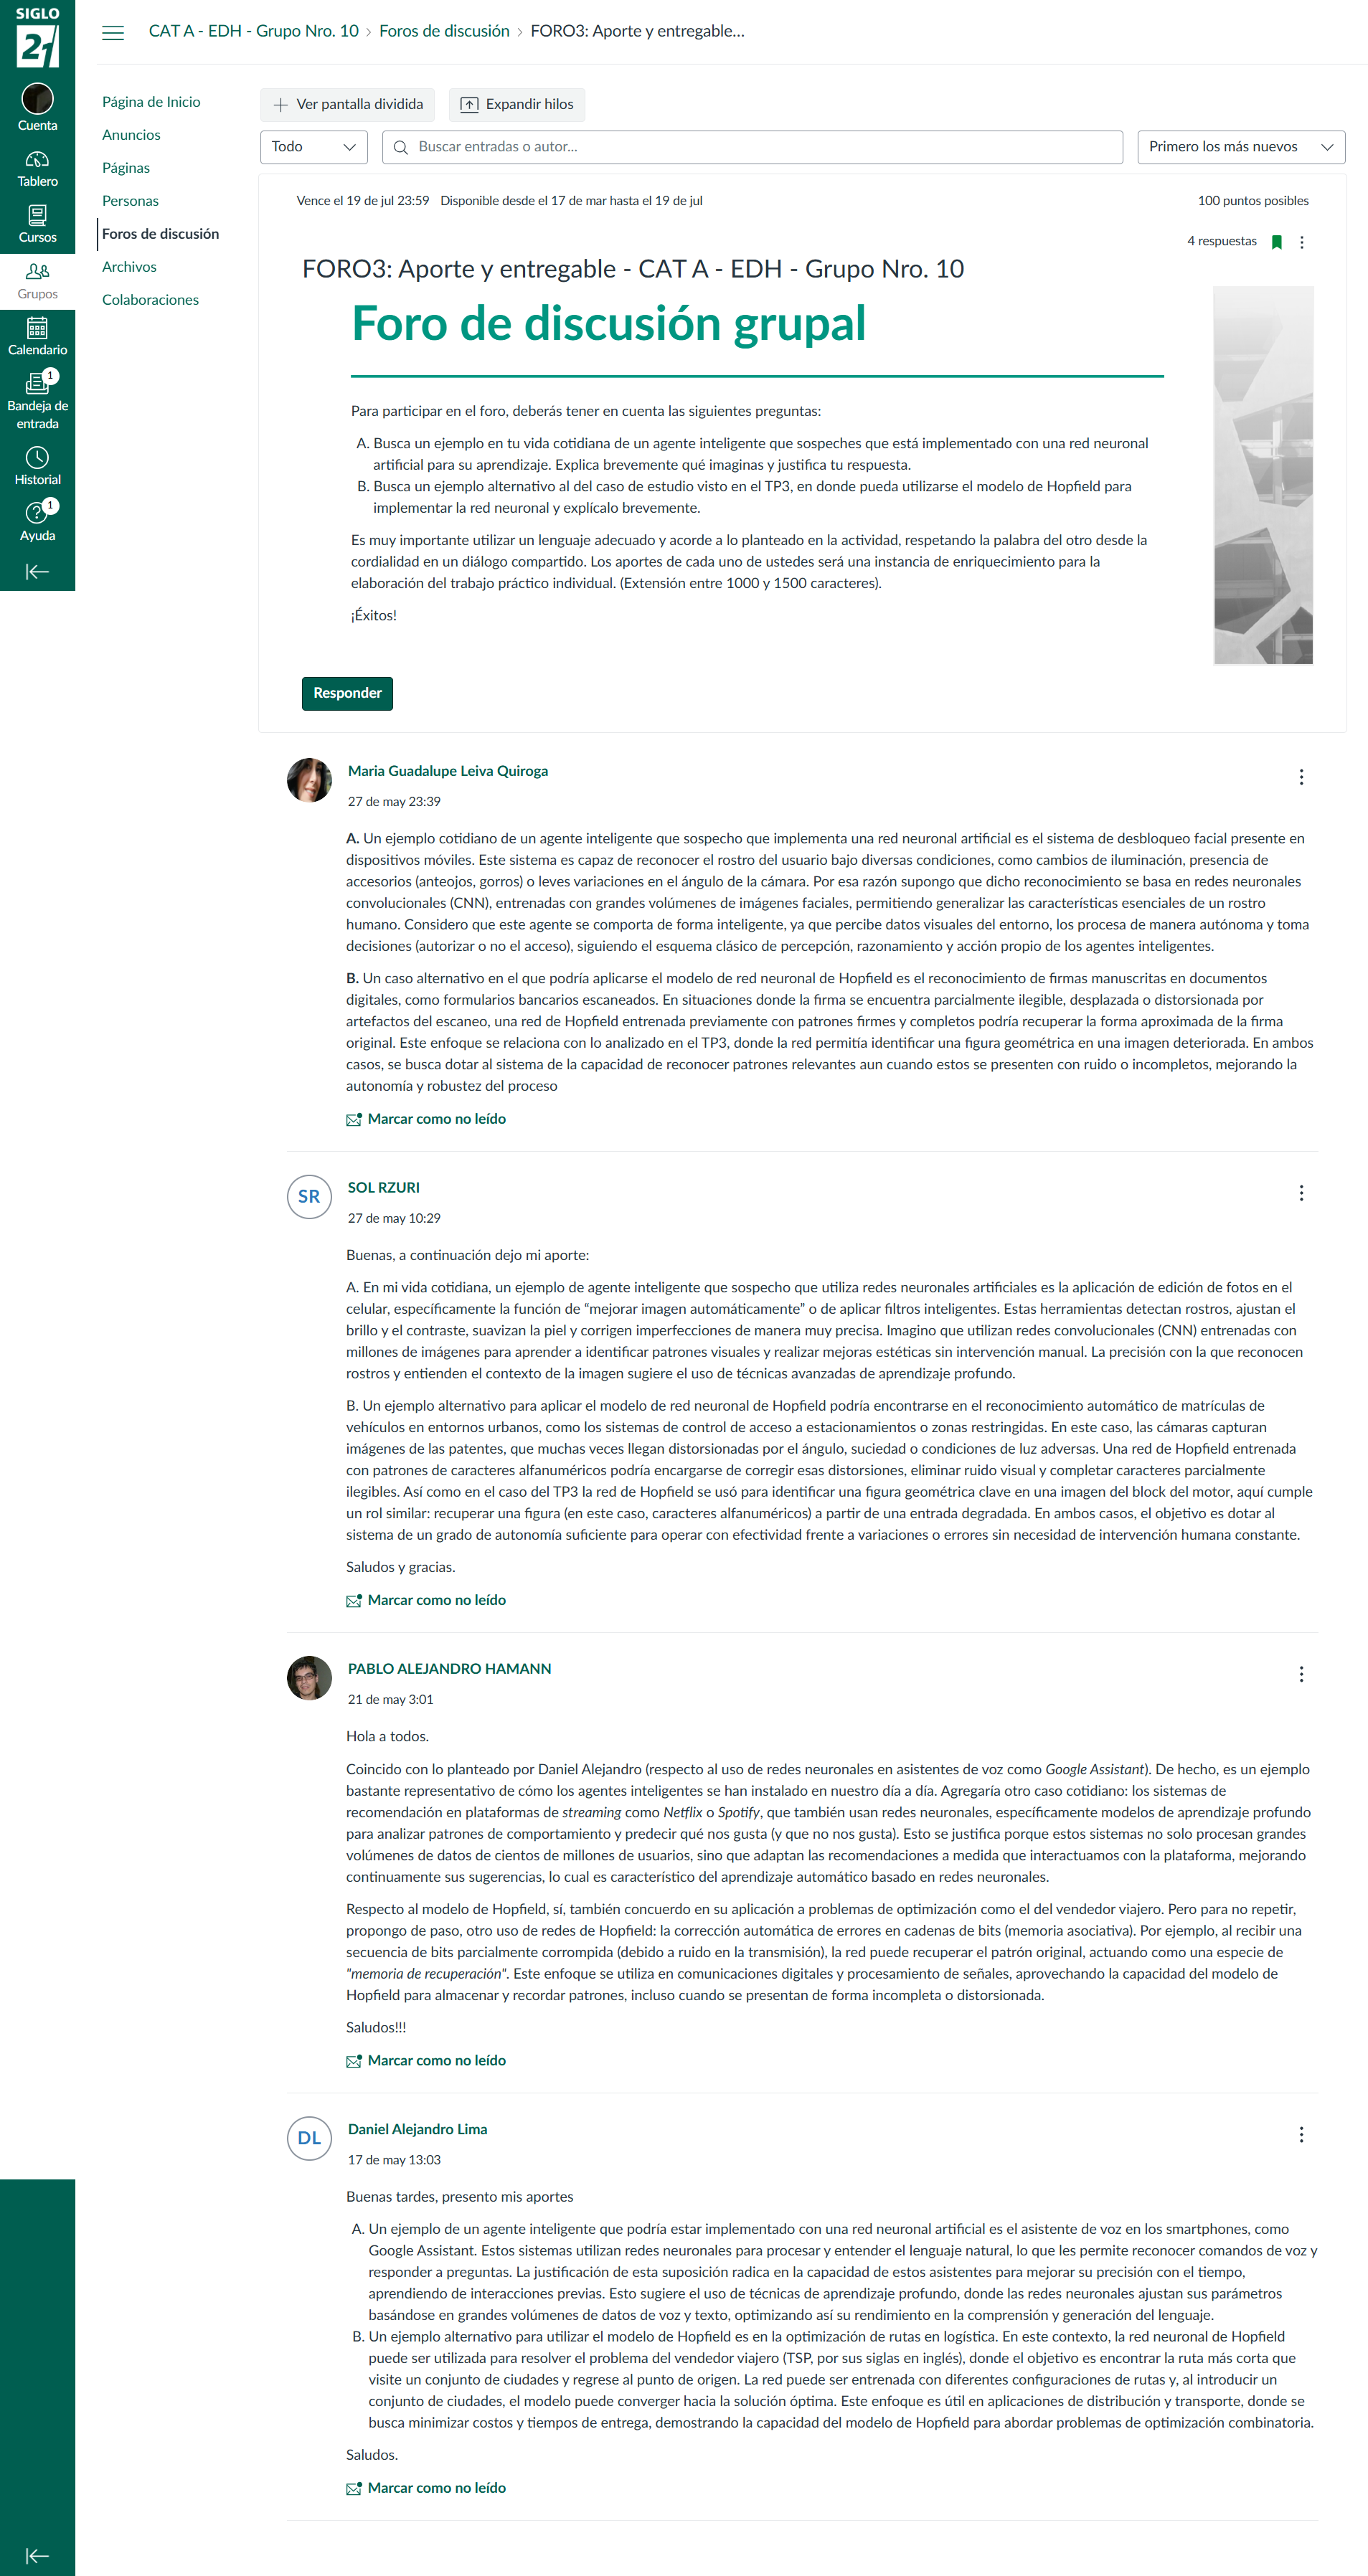 SIGLO
21
Cuenta
Tablero
Cursos
Grupos
Calendario
1
Bandeja de
entrada
Historial
1
Ayuda
CAT A - EDH - Grupo Nro. 10 › Foros de discusión › FORO3: Aporte y entregable...
Página de Inicio
Anuncios
Páginas
Personas
Foros de discusión
Archivos
Colaboraciones
Ver pantalla dividida
Expandir hilos
Todo
Buscar entradas o autor...
Primero los más nuevos
Vence el 19 de jul 23:59 Disponible desde el 17 de mar hasta el 19 de jul
100 puntos posibles
4 respuestas
FORO3: Aporte y entregable - CAT A - EDH - Grupo Nro. 10
Foro de discusión grupal
Para participar en el foro, deberás tener en cuenta las siguientes preguntas:
A. Busca un ejemplo en tu vida cotidiana de un agente inteligente que sospeches que está implementado con una red neuronal
artificial para su aprendizaje. Explica brevemente qué imaginas y justifica tu respuesta.
B. Busca un ejemplo alternativo al del caso de estudio visto en el TP3, en donde pueda utilizarse el modelo de Hopfield para
implementar la red neuronal y explícalo brevemente.
Es muy importante utilizar un lenguaje adecuado y acorde a lo planteado en la actividad, respetando la palabra del otro desde la
cordialidad en un diálogo compartido. Los aportes de cada uno de ustedes será una instancia de enriquecimiento para la
elaboración del trabajo práctico individual. (Extensión entre 1000 y 1500 caracteres).
¡Éxitos!
Responder
Maria Guadalupe Leiva Quiroga
27 de may 23:39
A. Un ejemplo cotidiano de un agente inteligente que sospecho que implementa una red neuronal artificial es el sistema de desbloqueo facial presente en
dispositivos móviles. Este sistema es capaz de reconocer el rostro del usuario bajo diversas condiciones, como cambios de iluminación, presencia de
accesorios (anteojos, gorros) o leves variaciones en el ángulo de la cámara. Por esa razón supongo que dicho reconocimiento se basa en redes neuronales
convolucionales (CNN), entrenadas con grandes volúmenes de imágenes faciales, permitiendo generalizar las características esenciales de un rostro
humano. Considero que este agente se comporta de forma inteligente, ya que percibe datos visuales del entorno, los procesa de manera autónoma y toma
decisiones (autorizar o no el acceso), siguiendo el esquema clásico de percepción, razonamiento y acción propio de los agentes inteligentes.
B. Un caso alternativo en el que podría aplicarse el modelo de red neuronal de Hopfield es el reconocimiento de firmas manuscritas en documentos
digitales, como formularios bancarios escaneados. En situaciones donde la firma se encuentra parcialmente ilegible, desplazada o distorsionada por
artefactos del escaneo, una red de Hopfield entrenada previamente con patrones firmes y completos podría recuperar la forma aproximada de la firma
original. Este enfoque se relaciona con lo analizado en el TP3, donde la red permitía identificar una figura geométrica en una imagen deteriorada. En ambos
casos, se busca dotar al sistema de la capacidad de reconocer patrones relevantes aun cuando estos se presenten con ruido o incompletos, mejorando la
autonomía y robustez del proceso
Marcar como no leído
SR
SOL RZURI
27 de may 10:29
Buenas, a continuación dejo mi aporte:
A. En mi vida cotidiana, un ejemplo de agente inteligente que sospecho que utiliza redes neuronales artificiales es la aplicación de edición de fotos en el
celular, específicamente la función de “mejorar imagen automáticamente” o de aplicar filtros inteligentes. Estas herramientas detectan rostros, ajustan el
brillo y el contraste, suavizan la piel y corrigen imperfecciones de manera muy precisa. Imagino que utilizan redes convolucionales (CNN) entrenadas con
millones de imágenes para aprender a identificar patrones visuales y realizar mejoras estéticas sin intervención manual. La precisión con la que reconocen
rostros y entienden el contexto de la imagen sugiere el uso de técnicas avanzadas de aprendizaje profundo.
B. Un ejemplo alternativo para aplicar el modelo de red neuronal de Hopfield podría encontrarse en el reconocimiento automático de matrículas de
vehículos en entornos urbanos, como los sistemas de control de acceso a estacionamientos o zonas restringidas. En este caso, las cámaras capturan
imágenes de las patentes, que muchas veces llegan distorsionadas por el ángulo, suciedad o condiciones de luz adversas. Una red de Hopfield entrenada
con patrones de caracteres alfanuméricos podría encargarse de corregir esas distorsiones, eliminar ruido visual y completar caracteres parcialmente
ilegibles. Así como en el caso del TP3 la red de Hopfield se usó para identificar una figura geométrica clave en una imagen del block del motor, aquí cumple
un rol similar: recuperar una figura (en este caso, caracteres alfanuméricos) a partir de una entrada degradada. En ambos casos, el objetivo es dotar al
sistema de un grado de autonomía suficiente para operar con efectividad frente a variaciones o errores sin necesidad de intervención humana constante.
Saludos y gracias.
Marcar como no leído
PABLO ALEJANDRO HAMANN
21 de may 3:01
Hola a todos.
Coincido con lo planteado por Daniel Alejandro (respecto al uso de redes neuronales en asistentes de voz como Google Assistant). De hecho, es un ejemplo
bastante representativo de cómo los agentes inteligentes se han instalado en nuestro día a día. Agregaría otro caso cotidiano: los sistemas de
recomendación en plataformas de streaming como Netflix o Spotify, que también usan redes neuronales, específicamente modelos de aprendizaje profundo
para analizar patrones de comportamiento y predecir qué nos gusta (y que no nos gusta). Esto se justifica porque estos sistemas no solo procesan grandes
volúmenes de datos de cientos de millones de usuarios, sino que adaptan las recomendaciones a medida que interactuamos con la plataforma, mejorando
continuamente sus sugerencias, lo cual es característico del aprendizaje automático basado en redes neuronales.
Respecto al modelo de Hopfield, sí, también concuerdo en su aplicación a problemas de optimización como el del vendedor viajero. Pero para no repetir,
propongo de paso, otro uso de redes de Hopfield: la corrección automática de errores en cadenas de bits (memoria asociativa). Por ejemplo, al recibir una
secuencia de bits parcialmente corrompida (debido a ruido en la transmisión), la red puede recuperar el patrón original, actuando como una especie de
"memoria de recuperación". Este enfoque se utiliza en comunicaciones digitales y procesamiento de señales, aprovechando la capacidad del modelo de
Hopfield para almacenar y recordar patrones, incluso cuando se presentan de forma incompleta o distorsionada.
Saludos!!!
Marcar como no leído
DL
Daniel Alejandro Lima
17 de may 13:03
Buenas tardes, presento mis aportes
A. Un ejemplo de un agente inteligente que podría estar implementado con una red neuronal artificial es el asistente de voz en los smartphones, como
Google Assistant. Estos sistemas utilizan redes neuronales para procesar y entender el lenguaje natural, lo que les permite reconocer comandos de voz y
responder a preguntas. La justificación de esta suposición radica en la capacidad de estos asistentes para mejorar su precisión con el tiempo,
aprendiendo de interacciones previas. Esto sugiere el uso de técnicas de aprendizaje profundo, donde las redes neuronales ajustan sus parámetros
basándose en grandes volúmenes de datos de voz y texto, optimizando así su rendimiento en la comprensión y generación del lenguaje.
B. Un ejemplo alternativo para utilizar el modelo de Hopfield es en la optimización de rutas en logística. En este contexto, la red neuronal de Hopfield
puede ser utilizada para resolver el problema del vendedor viajero (TSP, por sus siglas en inglés), donde el objetivo es encontrar la ruta más corta que
visite un conjunto de ciudades y regrese al punto de origen. La red puede ser entrenada con diferentes configuraciones de rutas y, al introducir un
conjunto de ciudades, el modelo puede converger hacia la solución óptima. Este enfoque es útil en aplicaciones de distribución y transporte, donde se
busca minimizar costos y tiempos de entrega, demostrando la capacidad del modelo de Hopfield para abordar problemas de optimización combinatoria.
Saludos.
Marcar como no leído